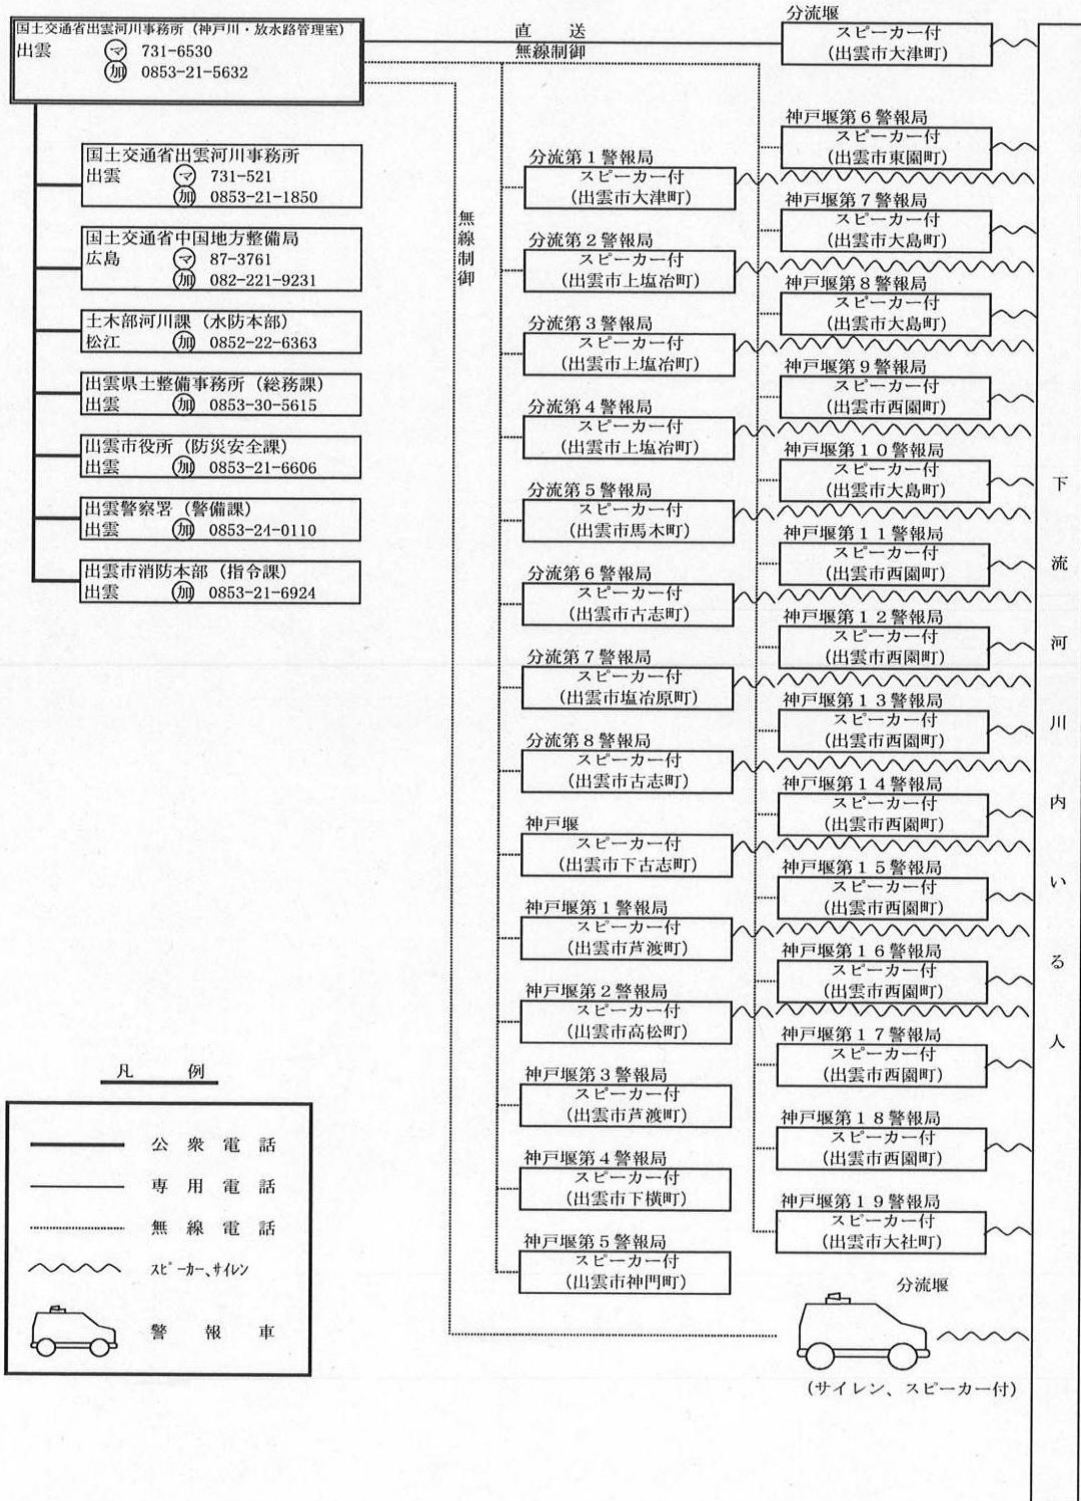 国土交通省出雲河川事務所（神戸川・放水路管理室）
出雲 ㋮ 731-6530
㋕ 0853-21-5632
国土交通省出雲河川事務所
出雲 ㋮ 731-521
加 0853-21-1850
国土交通省中国地方整備局
広島 ㋮ 87-3761
加 082-221-9231
土木部河川課（水防本部）
松江 加 0852-22-6363
出雲県土整備事務所（総務課）
出雲 加 0853-30-5615
出雲市役所（防災安全課）
出雲 加 0853-21-6606
出雲警察署（警備課）
出雲 加 0853-24-0110
出雲市消防本部（指令課）
出雲 加 0853-21-6924
直送
無線制御
無線制御
分流第１警報局
スピーカー付
（出雲市大津町）
分流第２警報局
スピーカー付
（出雲市上塩冶町）
分流第３警報局
スピーカー付
（出雲市上塩冶町）
分流第４警報局
スピーカー付
（出雲市上塩冶町）
分流第５警報局
スピーカー付
（出雲市馬木町）
分流第６警報局
スピーカー付
（出雲市古志町）
分流第７警報局
スピーカー付
（出雲市塩冶原町）
分流第８警報局
スピーカー付
（出雲市古志町）
神戸堰
スピーカー付
（出雲市下古志町）
神戸堰第１警報局
スピーカー付
（出雲市芦渡町）
神戸堰第２警報局
スピーカー付
（出雲市高松町）
神戸堰第３警報局
スピーカー付
（出雲市芦渡町）
神戸堰第４警報局
スピーカー付
（出雲市下横町）
神戸堰第５警報局
スピーカー付
（出雲市神門町）
分流堰
スピーカー付
（出雲市大津町）
神戸堰第６警報局
スピーカー付
（出雲市東園町）
神戸堰第７警報局
スピーカー付
（出雲市大島町）
神戸堰第８警報局
スピーカー付
（出雲市大島町）
神戸堰第９警報局
スピーカー付
（出雲市西園町）
神戸堰第１０警報局
スピーカー付
（出雲市大島町）
神戸堰第１１警報局
スピーカー付
（出雲市西園町）
神戸堰第１２警報局
スピーカー付
（出雲市西園町）
神戸堰第１３警報局
スピーカー付
（出雲市西園町）
神戸堰第１４警報局
スピーカー付
（出雲市西園町）
神戸堰第１５警報局
スピーカー付
（出雲市西園町）
神戸堰第１６警報局
スピーカー付
（出雲市西園町）
神戸堰第１７警報局
スピーカー付
（出雲市西園町）
神戸堰第１８警報局
スピーカー付
（出雲市西園町）
神戸堰第１９警報局
スピーカー付
（出雲市大社町）
分流堰
（サイレン、スピーカー付）
下流河川内いる人
凡例
公衆電話
専用電話
無線電話
ｽﾋﾟｰｶｰ､ｻｲﾚﾝ
警報車